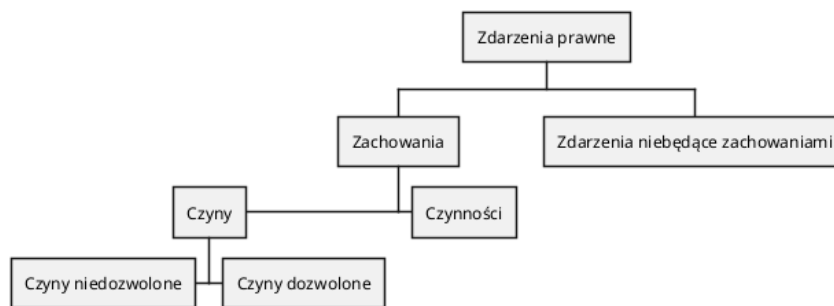 Zdarzenia prawne
Zachowania
Zdarzenia niebędące zachowaniami
Czyny
Czynności
Czyny niedozwolone
Czyny dozwolone